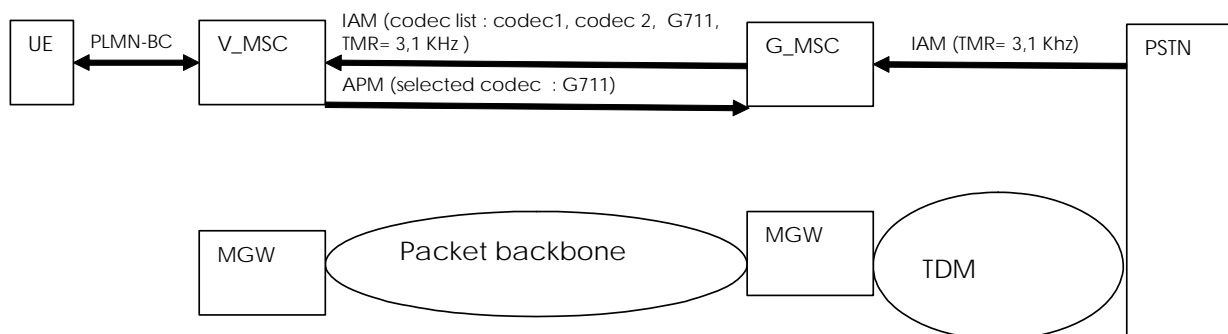 IAM (codec list : codec1, codec 2,  G711,
TMR= 3,1 KHz )
UE
PLMN-BC
V_MSC
G_MSC
IAM (TMR= 3,1 Khz)
PSTN
APM (selected codec  : G711)
MGW
Packet backbone
MGW
TDM